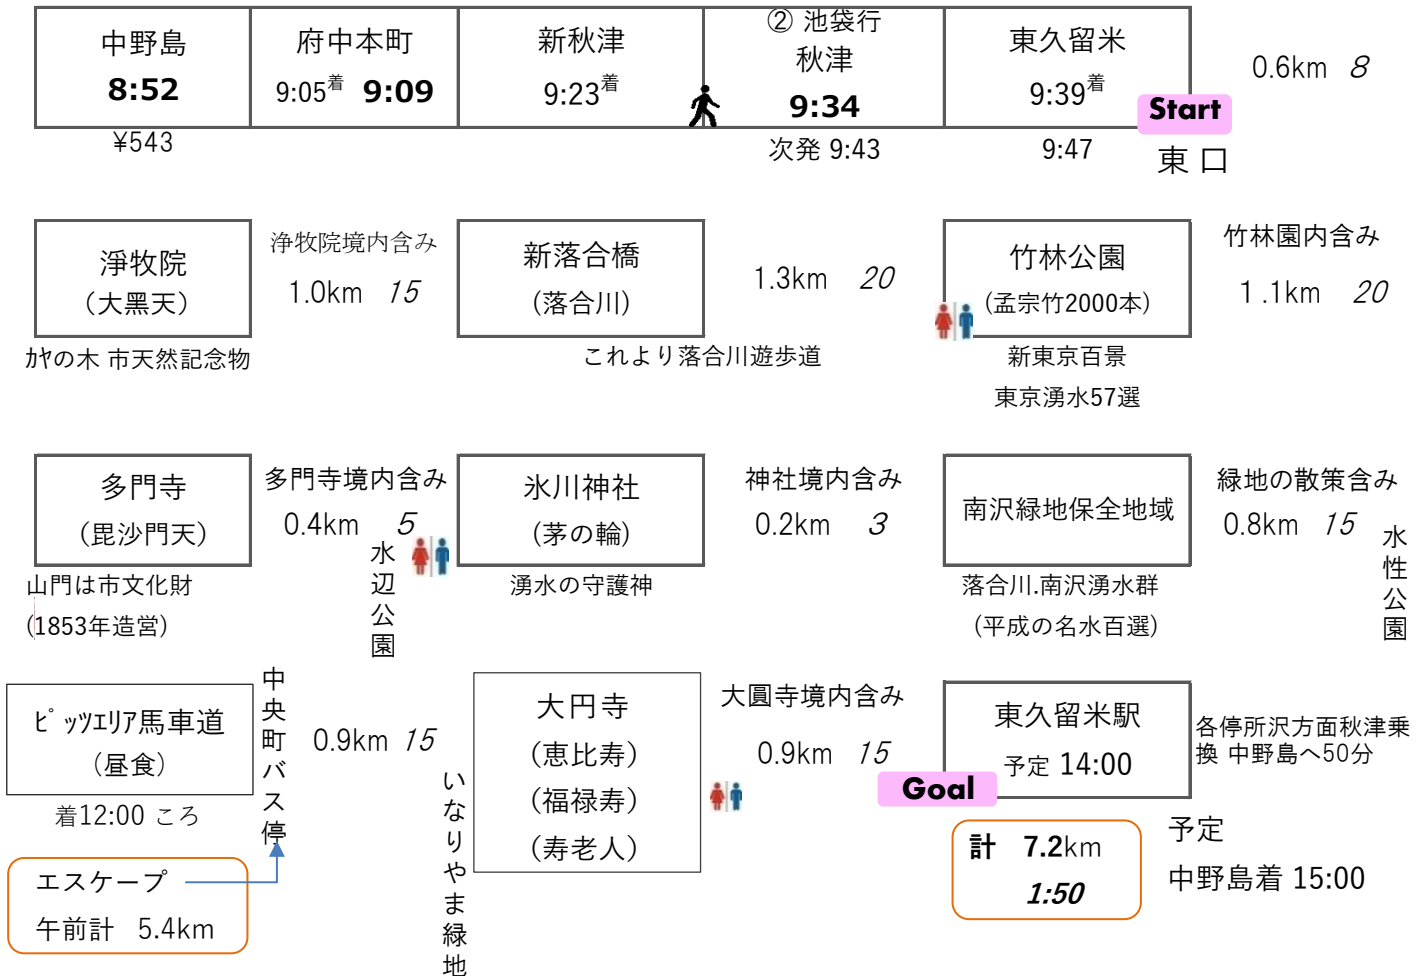 中野島
8:52
¥543
府中本町
9:05着 9:09
新秋津
9:23着
② 池袋行
秋津
9:34
次発 9:43
東久留米
9:39着
9:47
Start
東 口
0.6km 8
淨牧院
（大黒天）
カヤの木 市天然記念物
浄牧院境内含み
1.0km 15
新落合橋
(落合川)
これより落合川遊歩道
1.3km 20
竹林公園
(孟宗竹2000本)
新東京百景
東京湧水57選
竹林園内含み
1 .1km 20
多門寺
(毘沙門天)
山門は市文化財
(1853年造営)
多門寺境内含み
0.4km 5
水辺公園
氷川神社
(茅の輪)
湧水の守護神
神社境内含み
0.2km 3
南沢緑地保全地域
落合川.南沢湧水群
(平成の名水百選)
緑地の散策含み
0.8km 15
水性公園
ﾋﾟｯﾂｴﾘｱ馬車道
(昼食)
着12:00 ころ
中央町バス停
0.9km 15
いなりやま緑地
大円寺
(恵比寿)
(福禄寿)
(寿老人)
大圓寺境内含み
0.9km 15
東久留米駅
予定 14:00
Goal
各停所沢方面秋津乗
換 中野島へ50分
エスケープ
午前計 5.4km
計 7.2km
1:50
予定
中野島着 15:00